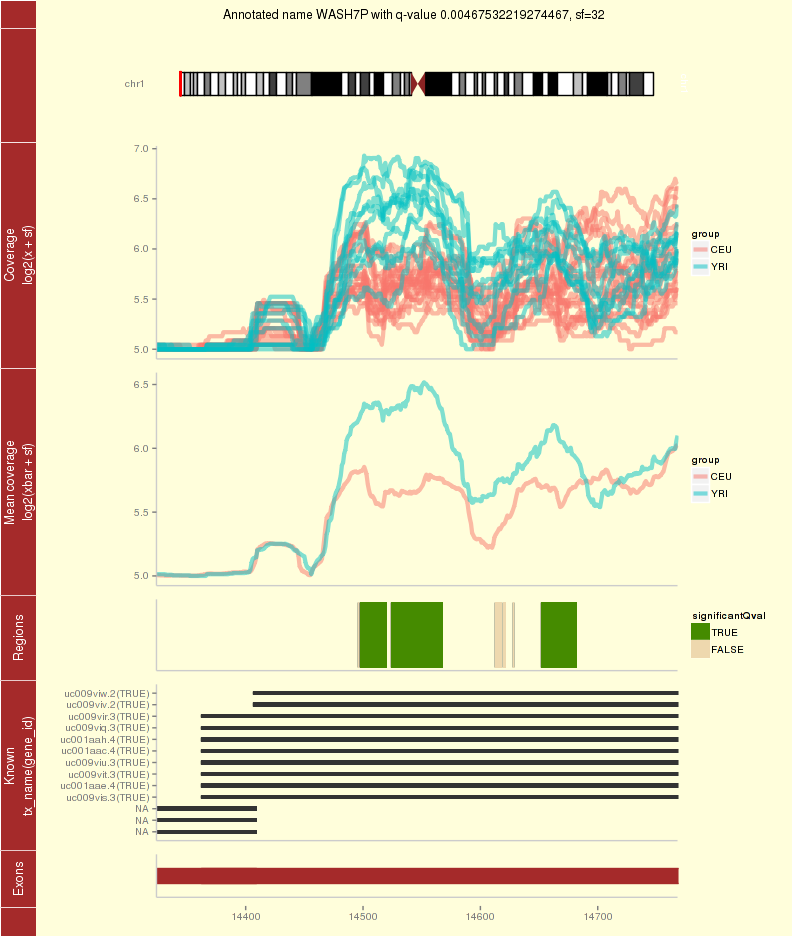 Annotated name WASH7P with q-value 0.00467532219274467, sf=32
chr1
Coverage
log2(x + sf)
7.0
6.5
6.0
5.5
5.0
group
CEU
YRI
Mean coverage
log2(xbar + sf)
6.5
6.0
5.5
5.0
group
CEU
YRI
Regions
significantQval
TRUE
FALSE
Known
tx_name(gene_id)
uc009viw.2(TRUE)
uc009viv.2(TRUE)
uc009vir.3(TRUE)
uc009viq.3(TRUE)
uc001aah.4(TRUE)
uc001aac.4(TRUE)
uc009viu.3(TRUE)
uc009vit.3(TRUE)
uc001aae.4(TRUE)
uc009vis.3(TRUE)
NA
NA
NA
Exons
14400
14500
14600
14700